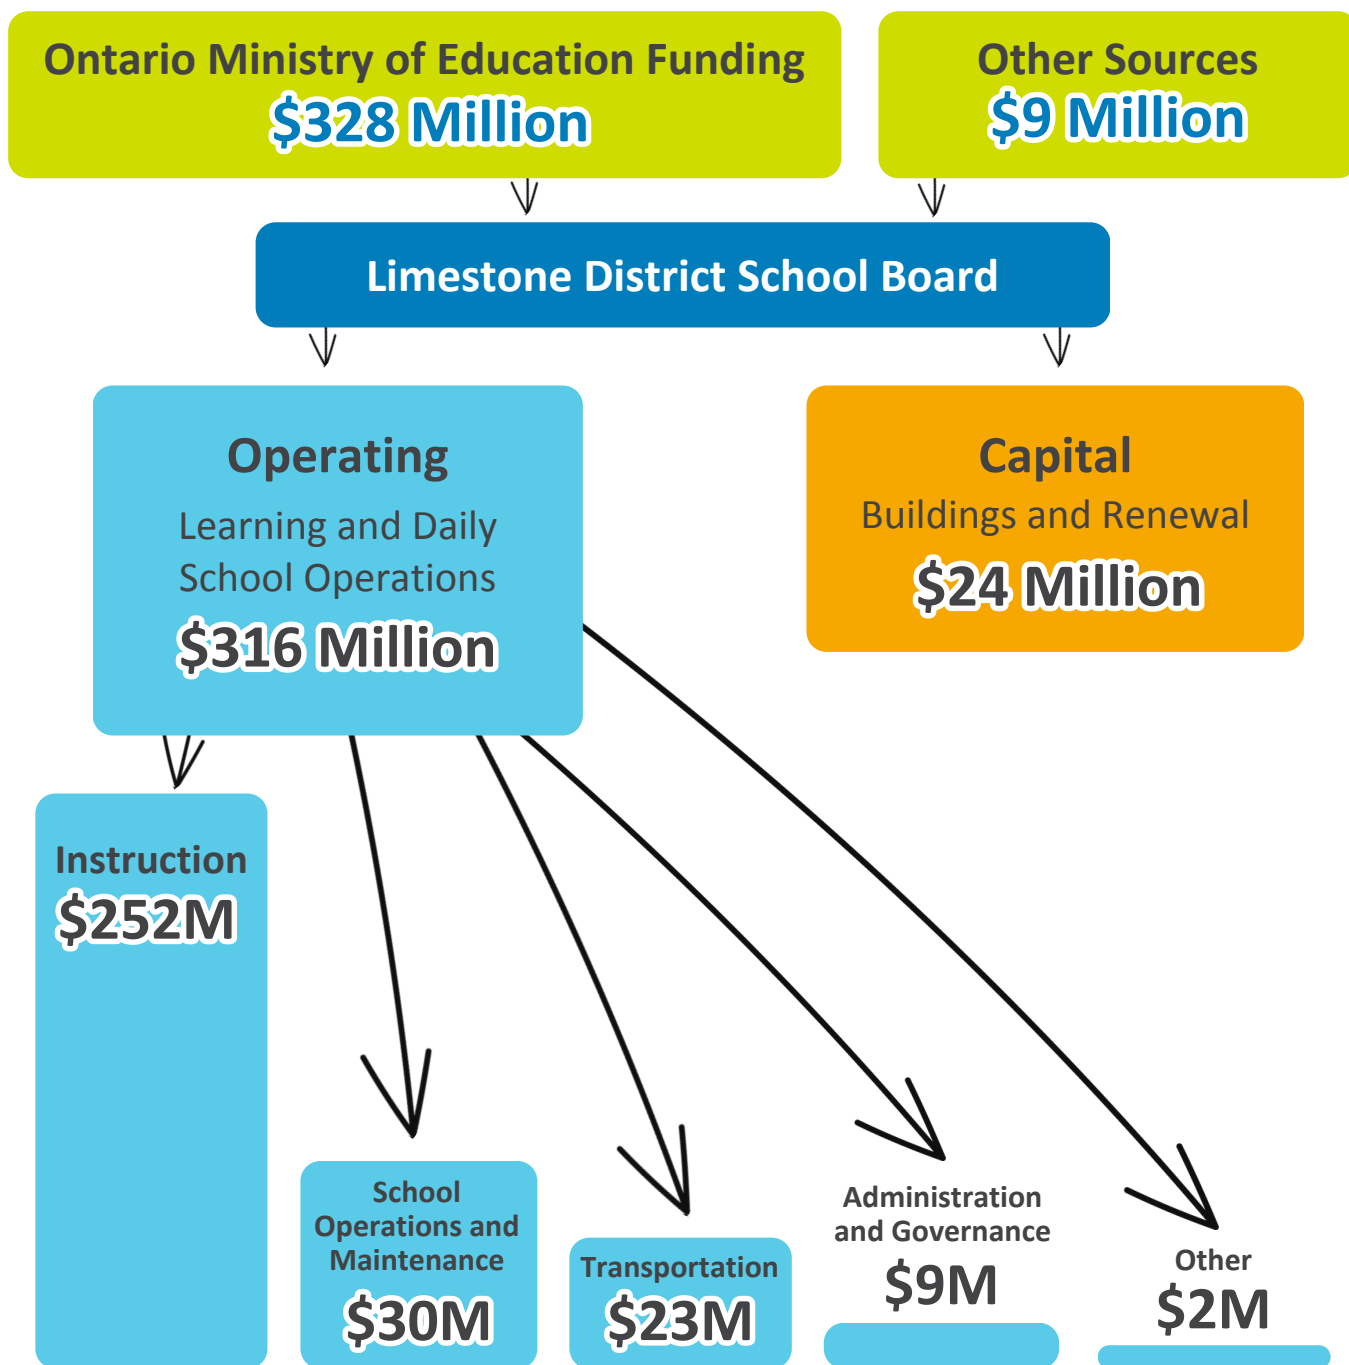 Ontario Ministry of Education Funding
$328 Million
Other Sources
$9 Million
Limestone District School Board
Operating
Learning and Daily
School Operations
$316 Million
Capital
Buildings and Renewal
$24 Million
Instruction
$252M
School
Operations and
Maintenance
$30M
Transportation
$23M
Administration
and Governance
$9M
Other
$2M